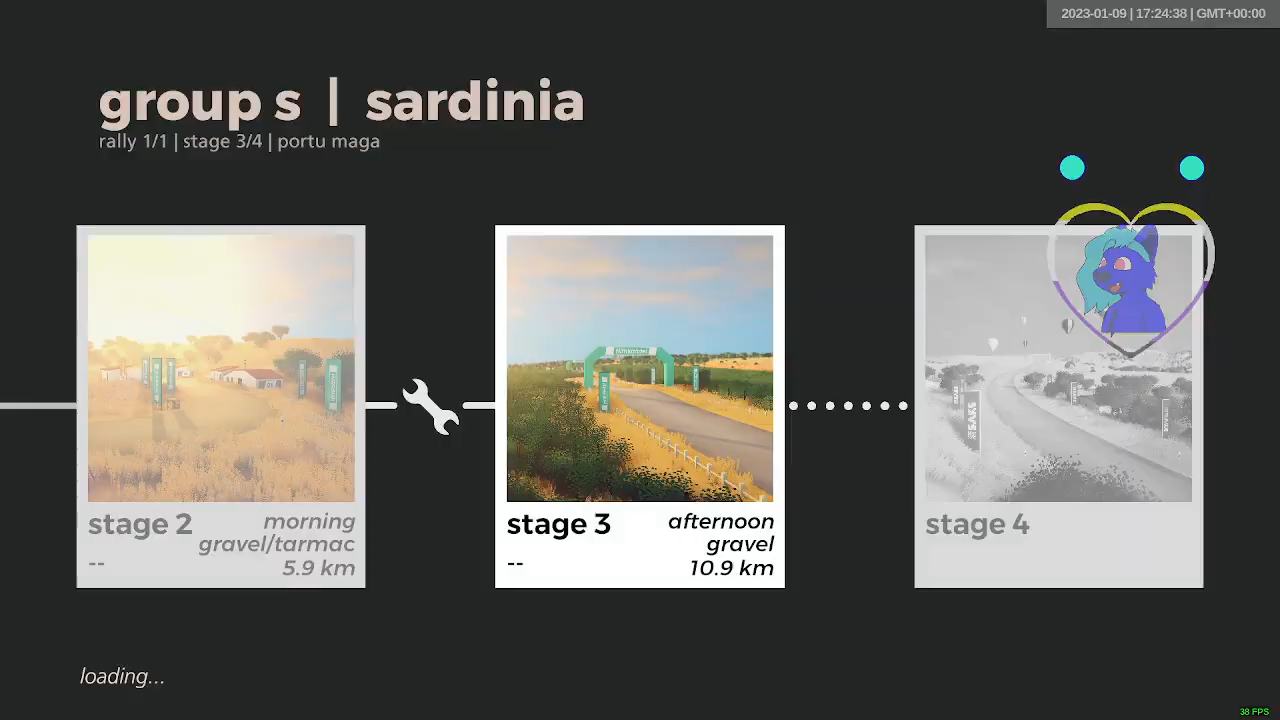 2023-01-09 | 17:24:38 | GMT+00:00
group s | sardinia
rally 1/1 | stage 3/4 | portu maga
stage 2
morning
gravel/tarmac
--
5.9 km
stage 3
afternoon
gravel
--
10.9 km
stage 4
loading...
38 FPS